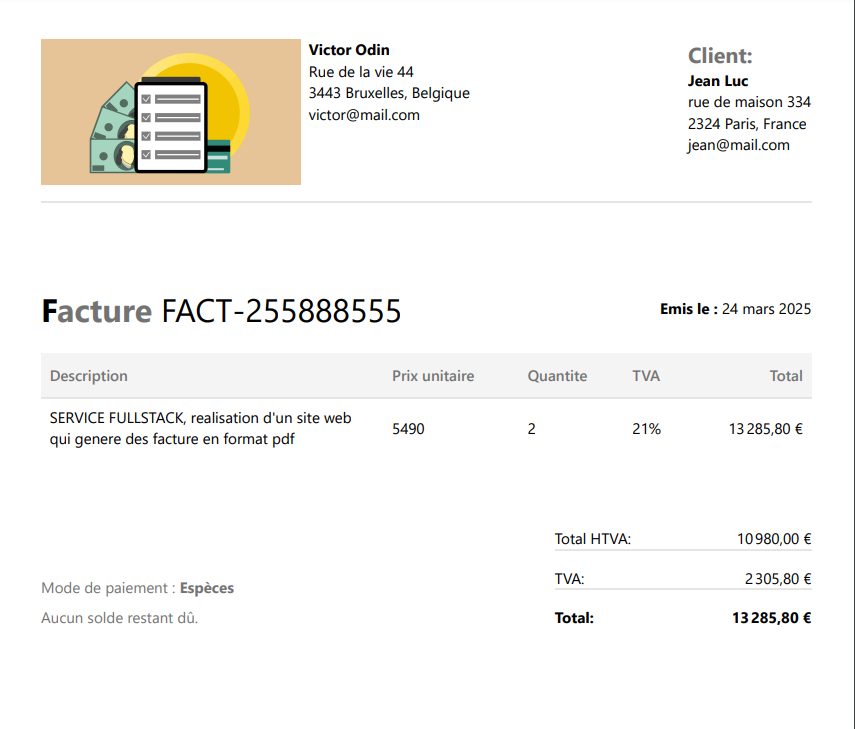 Victor Odin
Rue de la vie 44
3443 Bruxelles, Belgique
victor@mail.com
Client:
Jean Luc
rue de maison 334
2324 Paris, France
jean@mail.com
Facture FACT-255888555
Emis le : 24 mars 2025
Description Prix unitaire Quantite TVA Total
SERVICE FULLSTACK, realisation d'un site web
qui genere des facture en format pdf
5490 2 21% 13 285,80 €
Total HTVA: 10 980,00 €
TVA: 2 305,80 €
Mode de paiement : Espèces
Total: 13 285,80 €
Aucun solde restant dû.